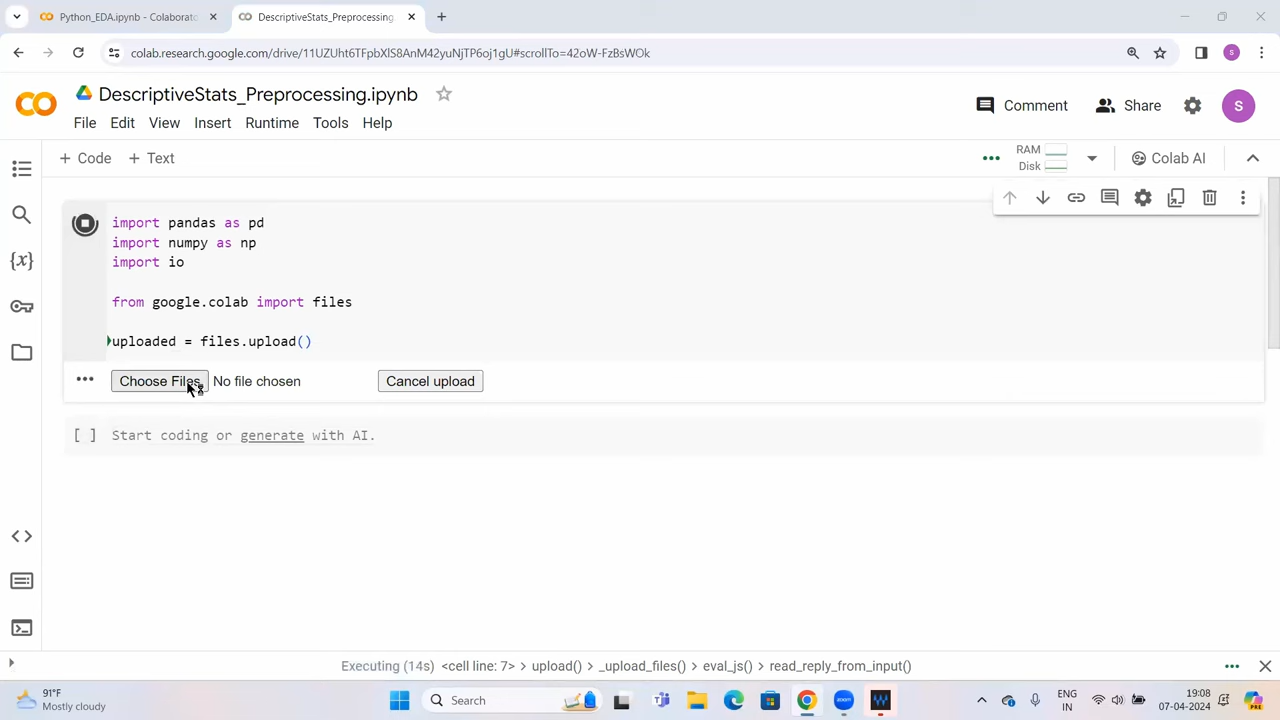 Python_EDA.ipynb - Colaborato
DescriptiveStats_Preprocessing
colab.research.google.com/drive/11UZUht6TFpbXlS8AnM42yuNjTP6oj1gU#scrollTo=42oW-FzBsWOk
S
DescriptiveStats_Preprocessing.ipynb
Comment
Share
S
File Edit View Insert Runtime Tools Help
+ Code + Text
RAM
Disk
Colab AI
import pandas as pd
import numpy as np
import io
from google.colab import files
uploaded = files.upload()
Choose Files No file chosen Cancel upload
[ ] Start coding or generate with AI.
{x}
Executing (14s) <cell line: 7> > upload() > _upload_files() > eval_js() > read_reply_from_input()
91°F
Mostly cloudy
Search
ENG
IN
19:08
07-04-2024